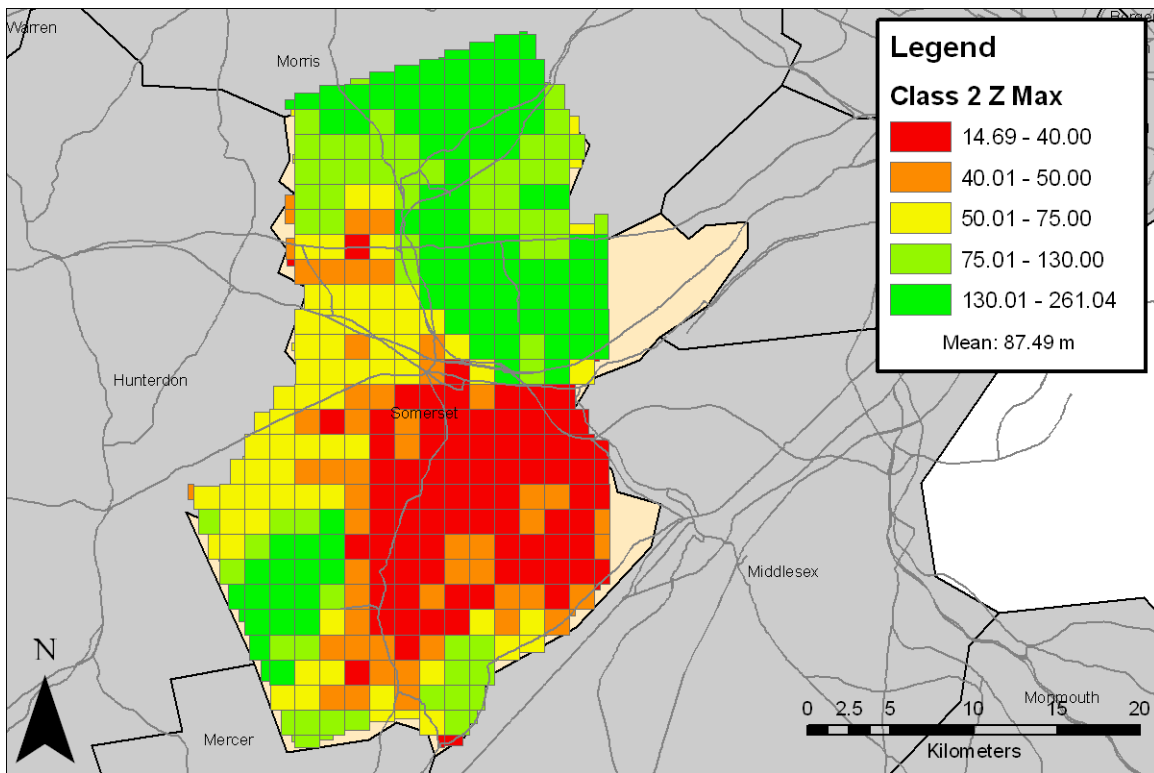 Warren
Bergen
Morris
Legend
Class 2 Z Max
14.69 - 40.00
40.01 - 50.00
50.01 - 75.00
75.01 - 130.00
130.01 - 261.04
Mean: 87.49 m
Hunterdon
Somerset
Middlesex
N
Monmouth
Mercer
0 2.5 5 10 15 20
Kilometers